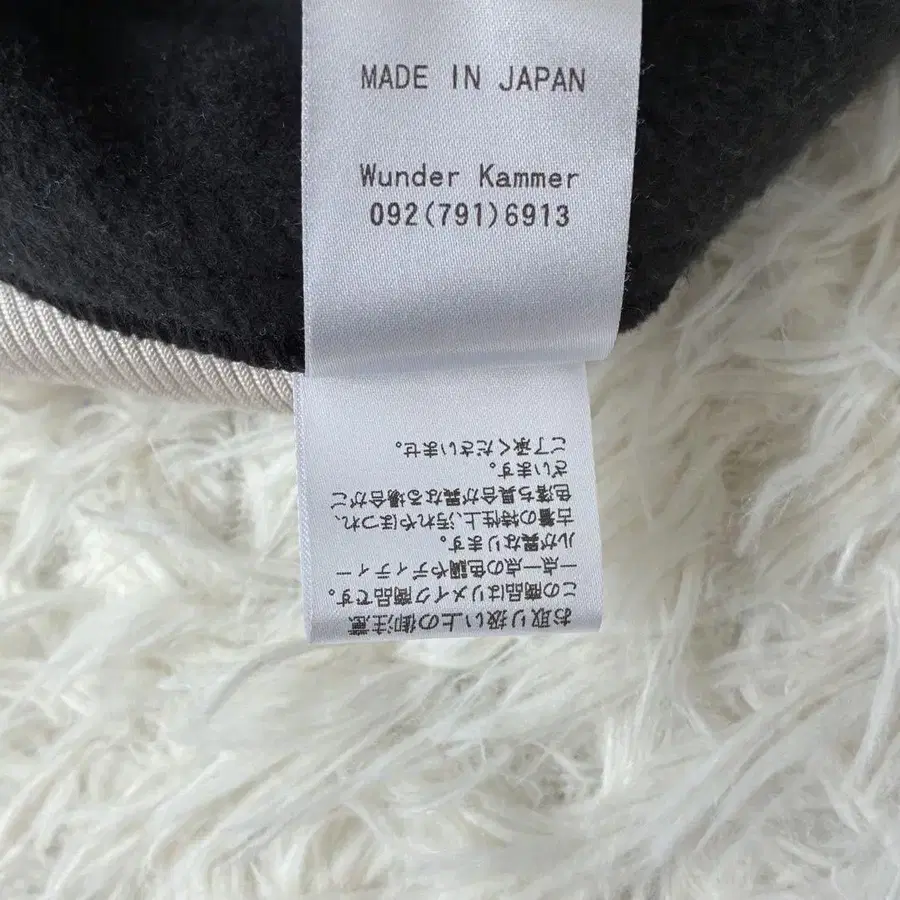 MADE IN JAPAN
Wunder Kammer
092(791)6913
お取り扱い上の御注意
この商品はリメイク商品です。
一点一点の色調やディティー
ルが異なります。
古着の特性上、汚れやほつれ、
色落ち具合が異なる場合がご
ざいます。
ご了承くださいませ。